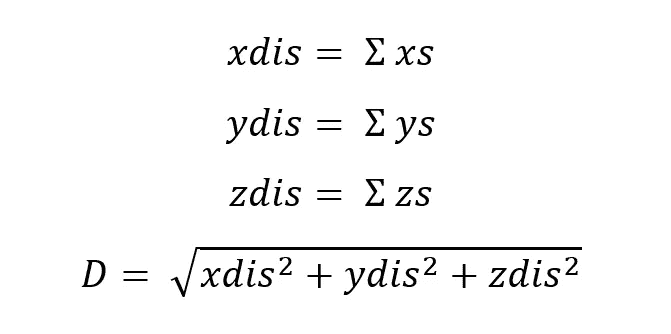 xdis = Σ xs
ydis = Σ ys
zdis = Σ zs
D = √xdis² + ydis² + zdis²